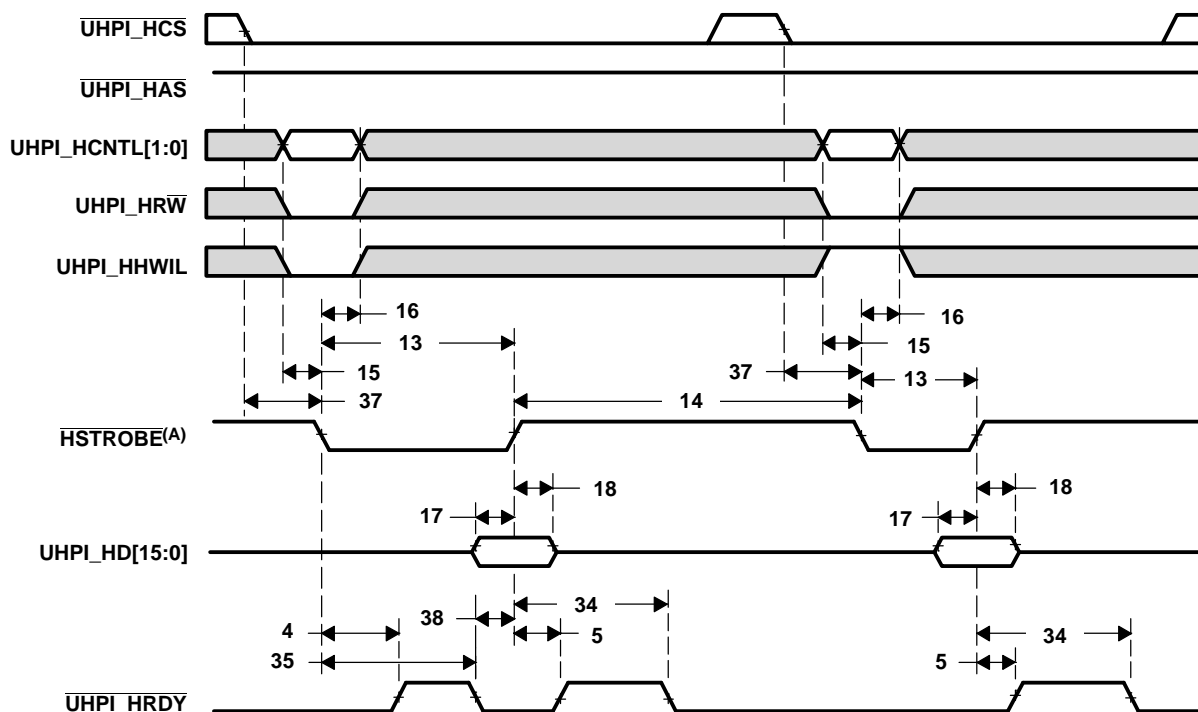 UHPI_HCS
UHPI_HAS
UHPI_HCNTL[1:0]
UHPI_HRW
UHPI_HHWIL
16
16
13
15
15
37
13
37
14
HSTROBE(A)
18
18
17
17
UHPI_HD[15:0]
34
38
4
5
34
35
5
UHPI_HRDY